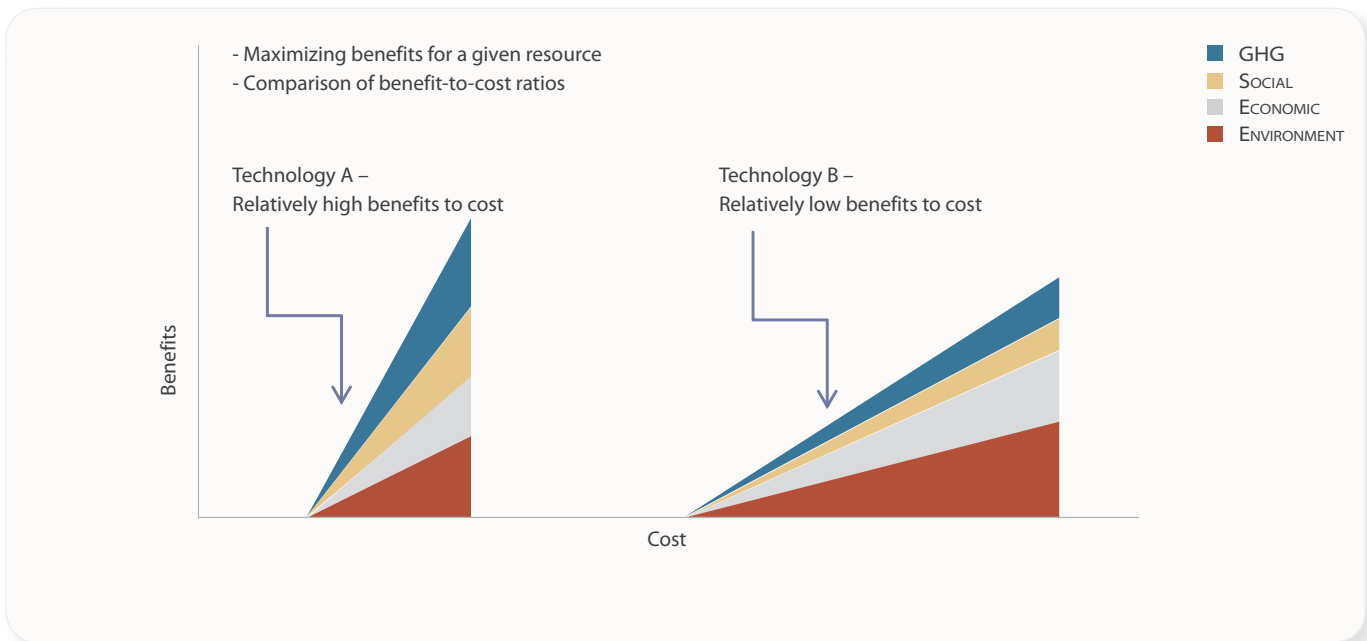 - Maximizing benefits for a given resource
- Comparison of benefit-to-cost ratios
GHG
Social
Economic
Environment
Technology A –
Relatively high benefits to cost
Technology B –
Relatively low benefits to cost
Benefits
Cost